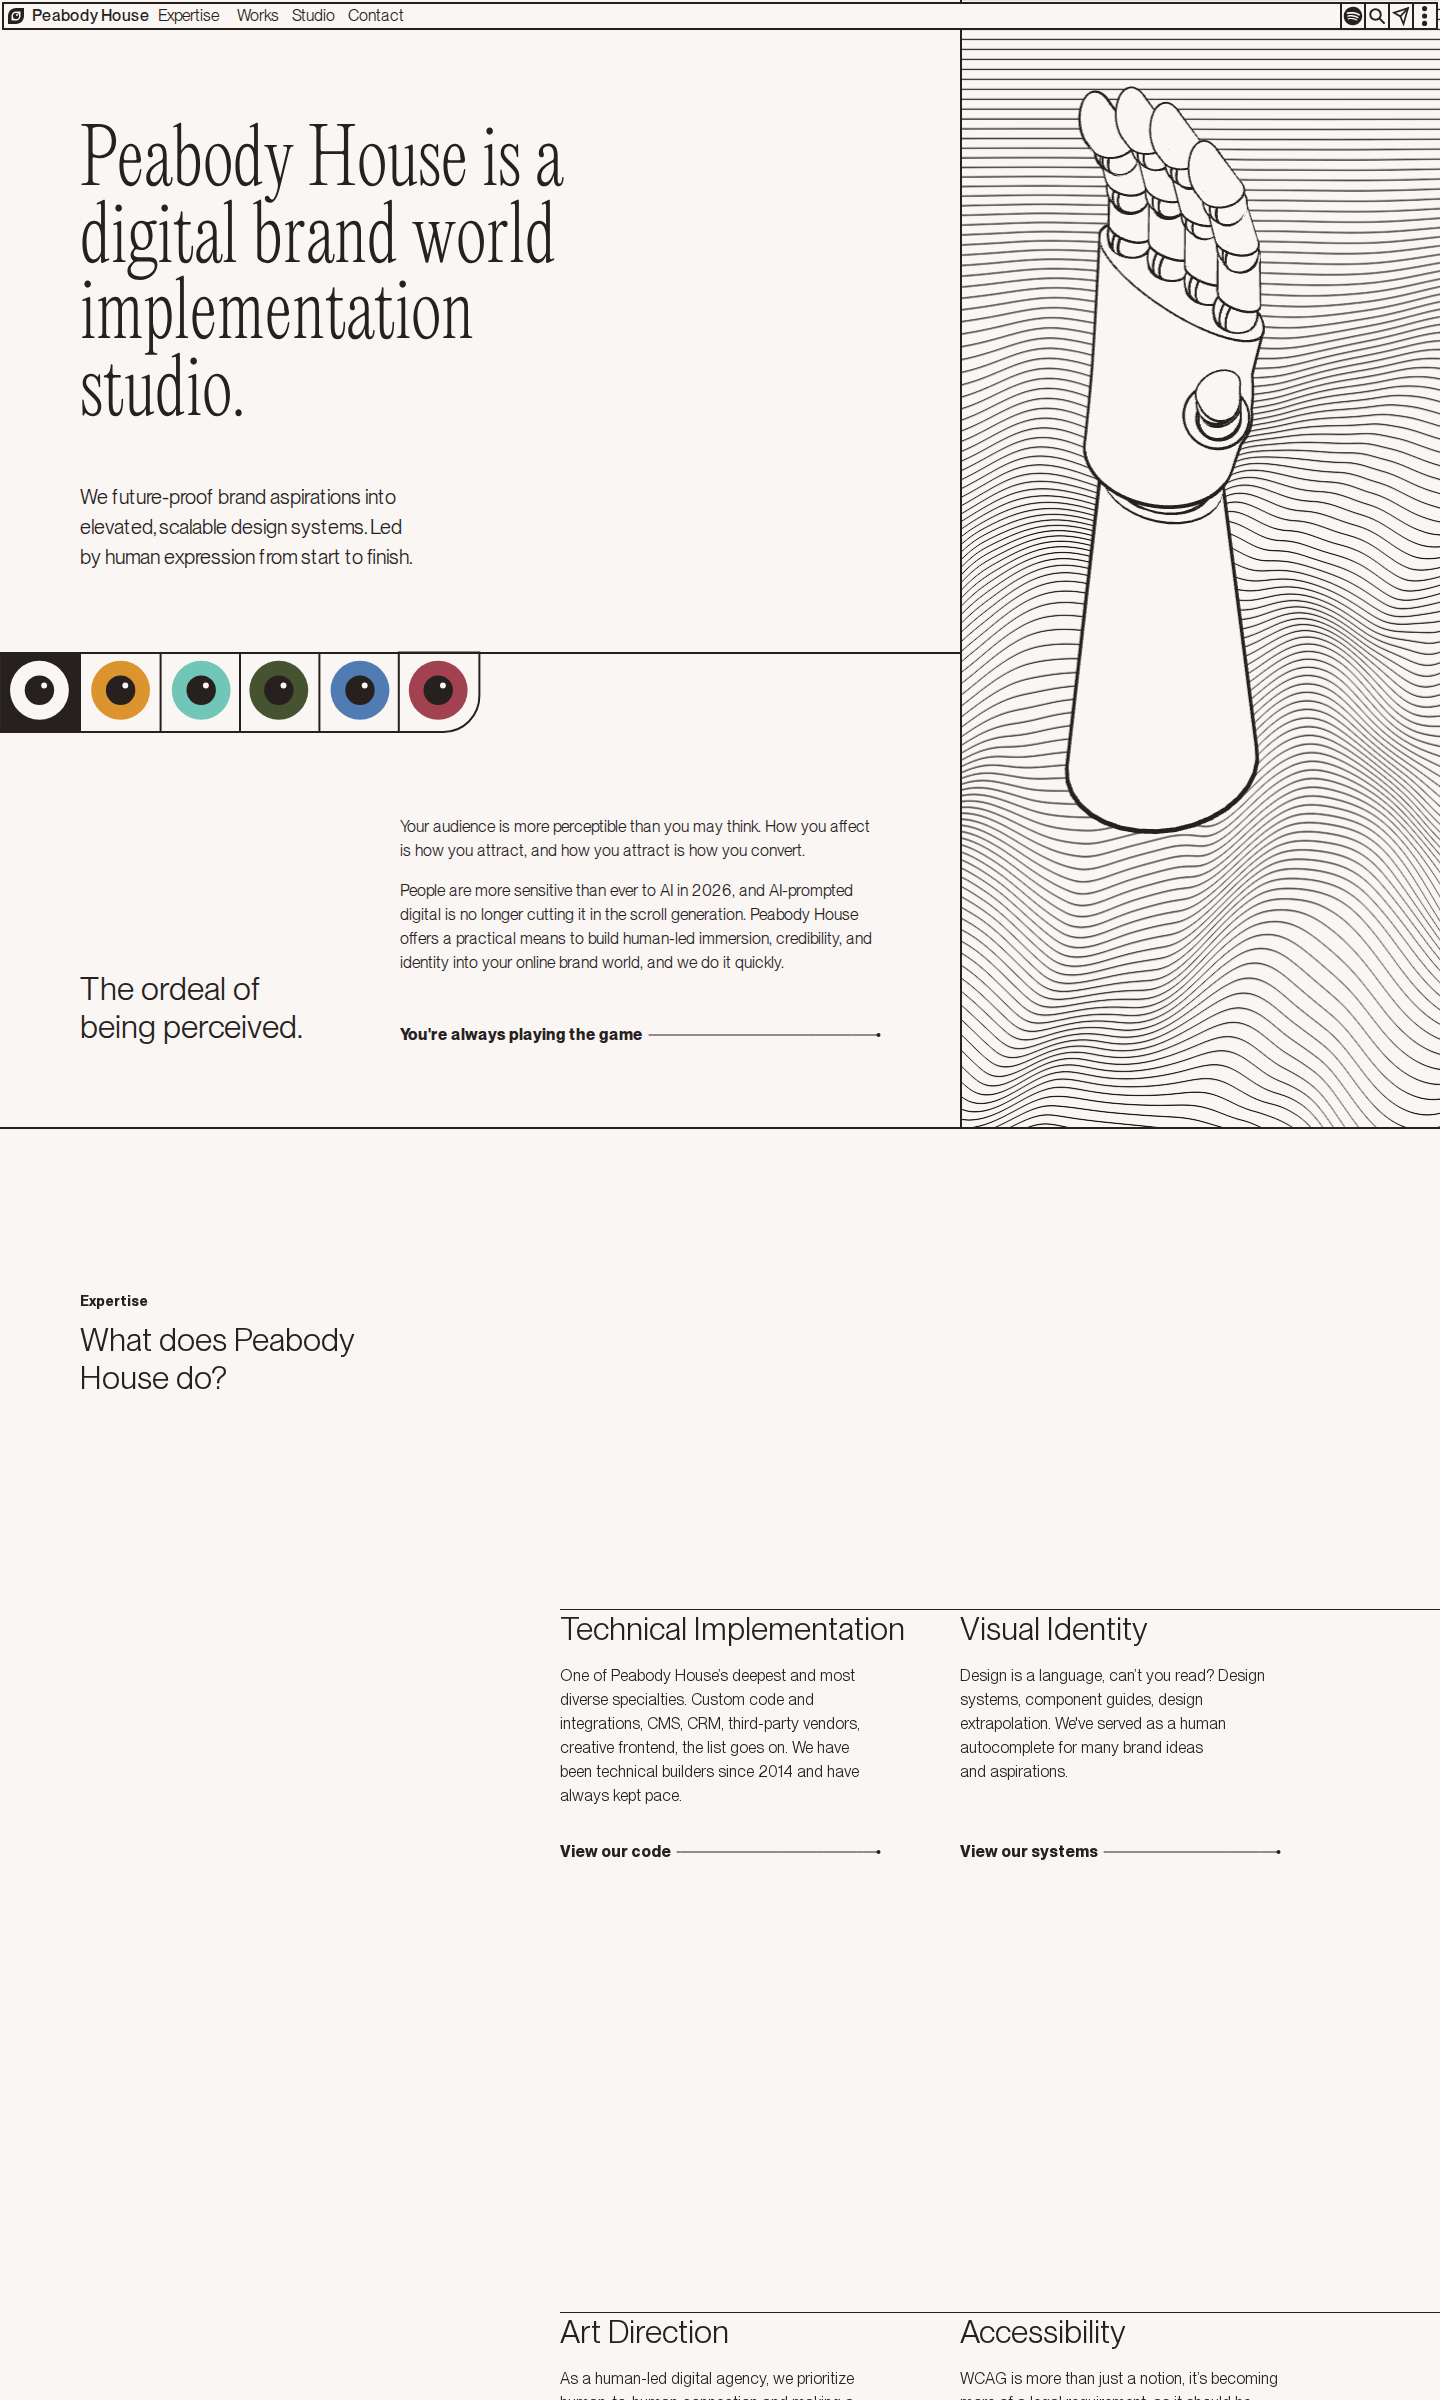 Peabody House Expertise Works Studio Contact
Peabody House is a
digital brand world
implementation
studio.
We future-proof brand aspirations into
elevated, scalable design systems. Led
by human expression from start to finish.
Your audience is more perceptible than you may think. How you affect
is how you attract, and how you attract is how you convert.
People are more sensitive than ever to AI in 2026, and AI-prompted
digital is no longer cutting it in the scroll generation. Peabody House
offers a practical means to build human-led immersion, credibility, and
identity into your online brand world, and we do it quickly.
The ordeal of
being perceived.
You're always playing the game
Expertise
What does Peabody
House do?
Technical Implementation
One of Peabody House's deepest and most
diverse specialties. Custom code and
integrations, CMS, CRM, third-party vendors,
creative frontend, the list goes on. We have
been technical builders since 2014 and have
always kept pace.
View our code
Visual Identity
Design is a language, can't you read? Design
systems, component guides, design
extrapolation. We've served as a human
autocomplete for many brand ideas
and aspirations.
View our systems
Art Direction
As a human-led digital agency, we prioritize
Accessibility
WCAG is more than just a notion, it's becoming